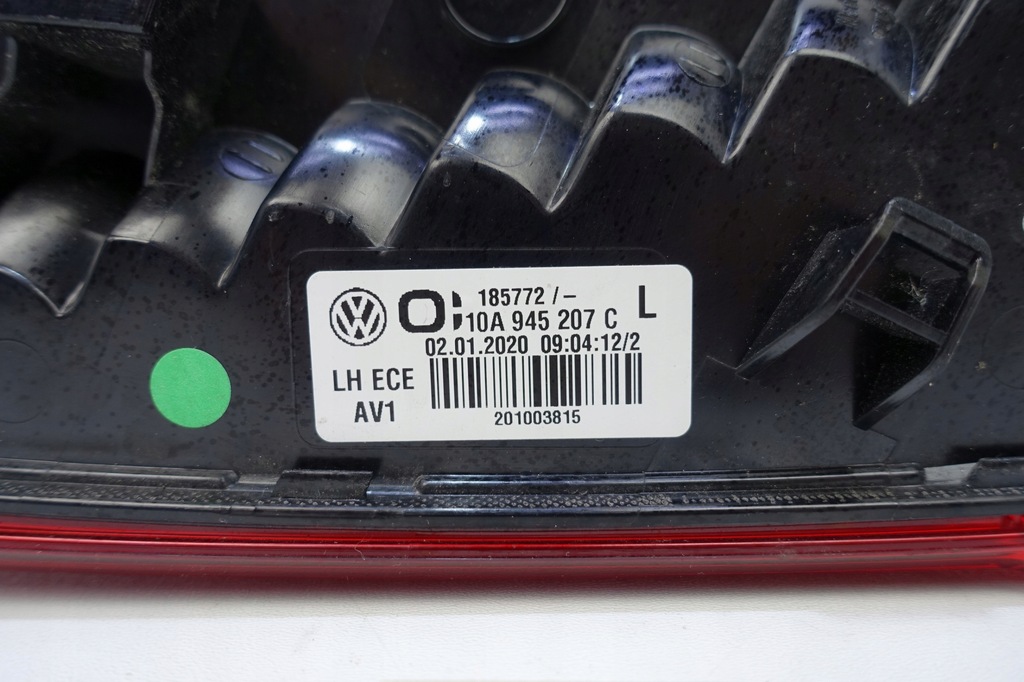 185772 / -
L
10A 945 207 C
02.01.2020 09:04:12/2
LH ECE
AV1
201003815